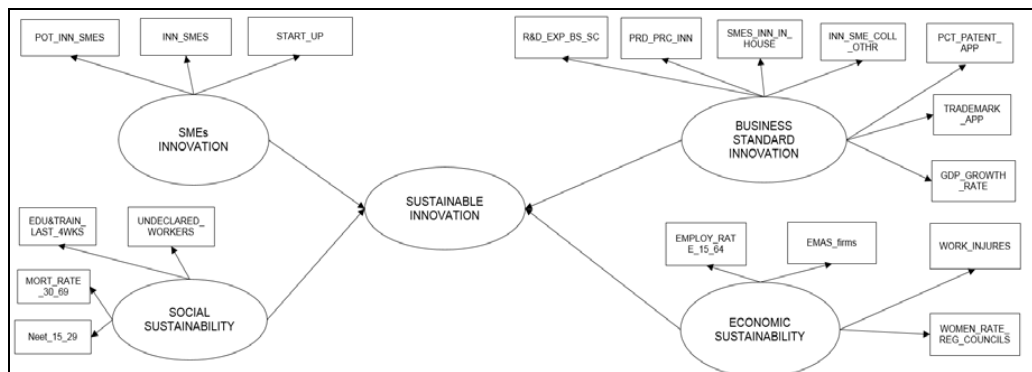 POT_INN_SMES
INN_SMES
START_UP
R&D_EXP_BS_SC
PRD_PRC_INN
SMES_INN_IN_
HOUSE
INN_SME_COLL
_OTHR
PCT_PATENT_
APP
SMEs
INNOVATION
BUSINESS
STANDARD
INNOVATION
TRADEMARK
_APP
GDP_GROWTH
_RATE
SUSTAINABLE
INNOVATION
EDU&TRAIN_
LAST_4WKS
UNDECLARED_
WORKERS
MORT_RATE
_30_69
Neet_15_29
SOCIAL
SUSTAINABILITY
EMPLOY_RAT
E_15_64
EMAS_firms
WORK_INJURES
ECONOMIC
SUSTAINABILITY
WOMEN_RATE_
REG_COUNCILS